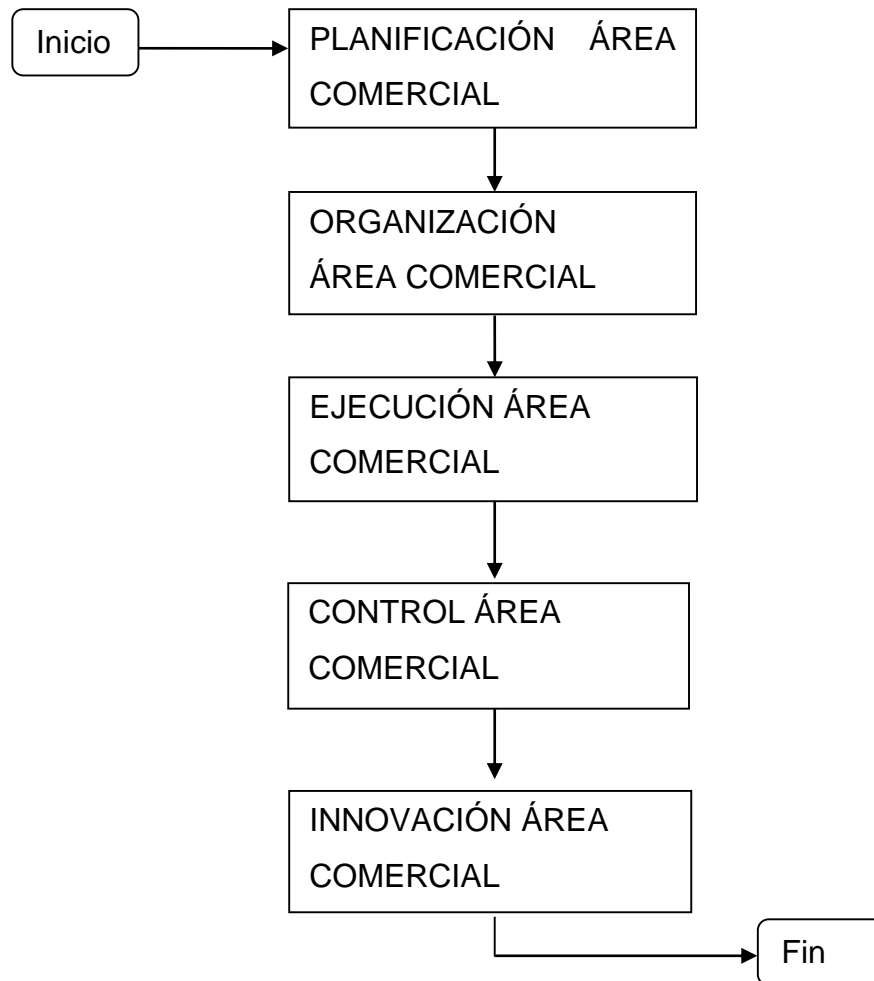 Inicio
PLANIFICACIÓN ÁREA
COMERCIAL
ORGANIZACIÓN
ÁREA COMERCIAL
EJECUCIÓN ÁREA
COMERCIAL
CONTROL ÁREA
COMERCIAL
INNOVACIÓN ÁREA
COMERCIAL
Fin